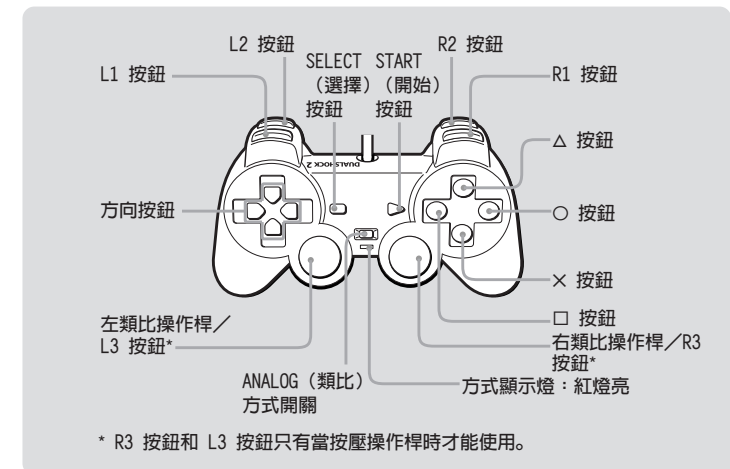 L2 按鈕
R2 按鈕
L1 按鈕
SELECT
（選擇）
按鈕
START
（開始）
按鈕
R1 按鈕
△ 按鈕
DUALSHOCK 2
方向按鈕
○ 按鈕
× 按鈕
□ 按鈕
左類比操作桿／
L3 按鈕*
右類比操作桿／R3
按鈕*
ANALOG（類比）
方式開關
方式顯示燈：紅燈亮
* R3 按鈕和 L3 按鈕只有當按壓操作桿時才能使用。